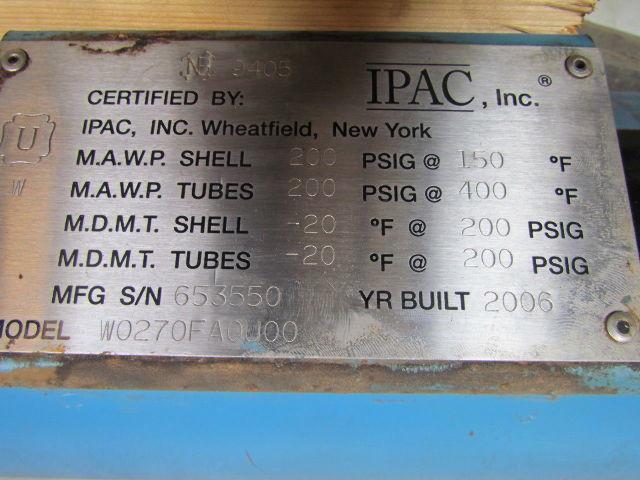 NB 9405
IPAC, Inc.®
CERTIFIED BY:
IPAC, INC. Wheatfield, New York
U
W
M.A.W.P. SHELL 200 PSIG @ 150 °F
M.A.W.P. TUBES 200 PSIG @ 400 °F
M.D.M.T. SHELL -20 °F @ 200 PSIG
M.D.M.T. TUBES -20 °F @ 200 PSIG
MFG S/N 653550 YR BUILT 2006
MODEL W0270FA0U00